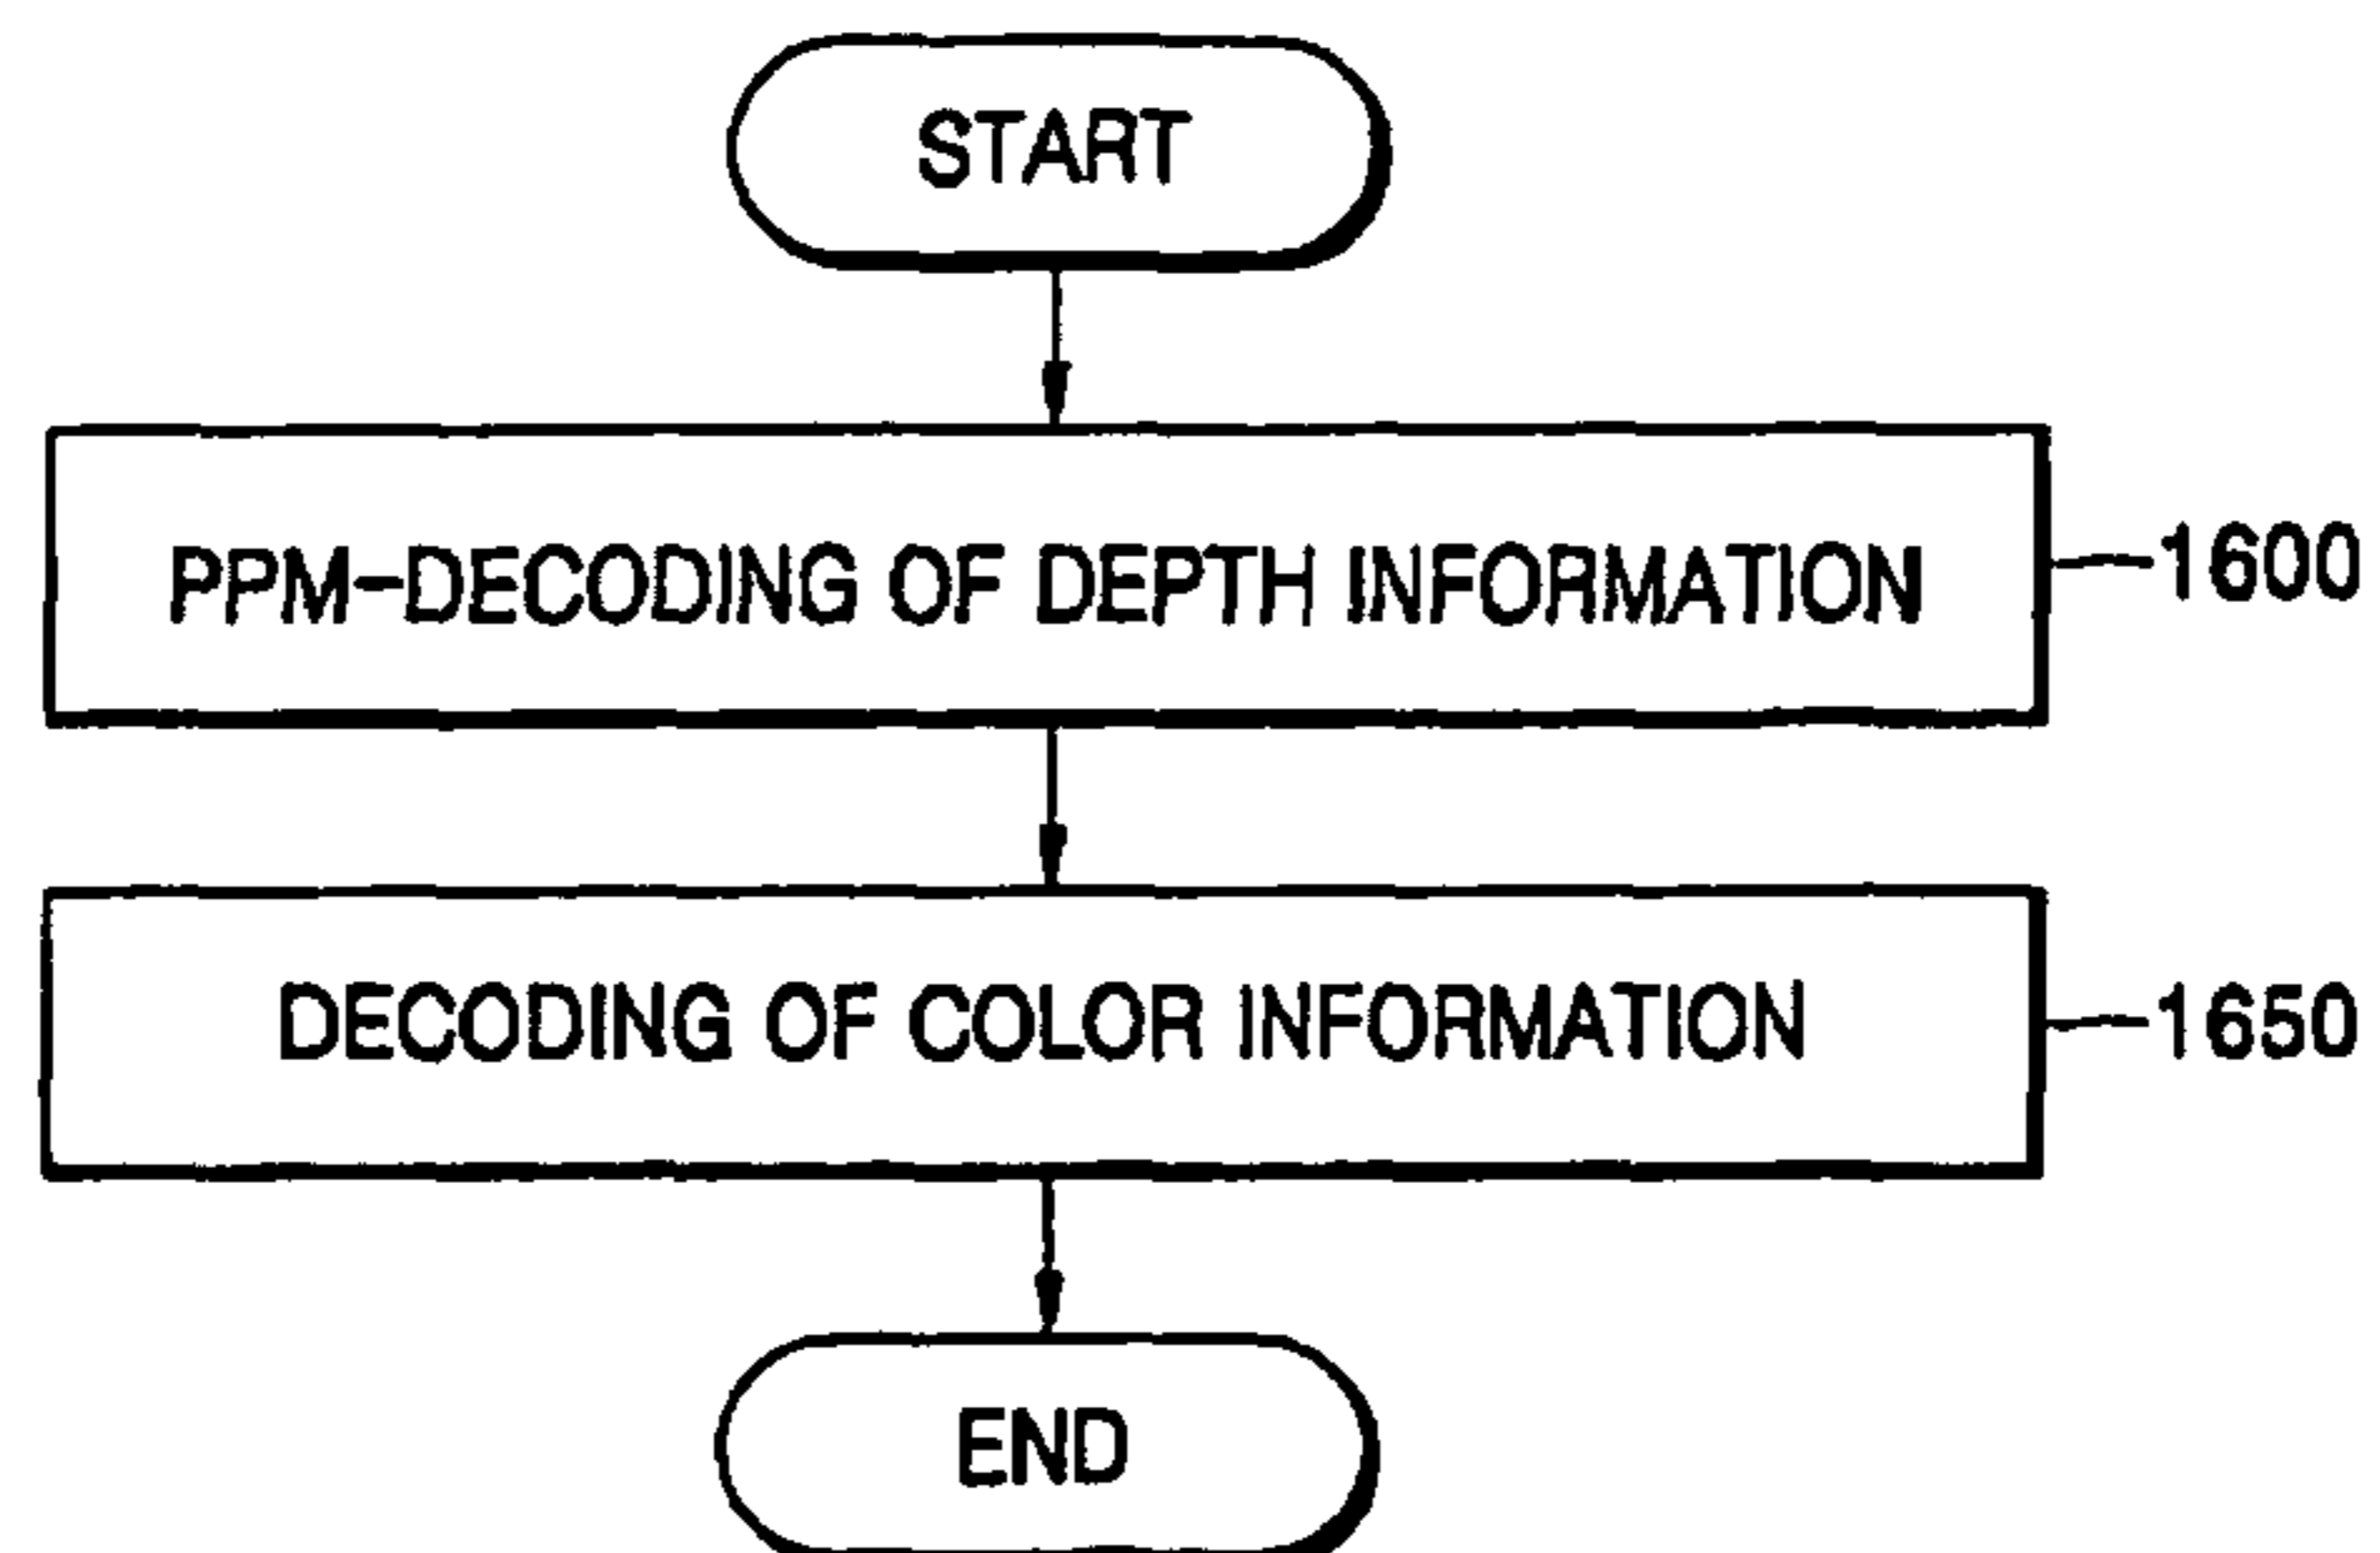 START
PPM-DECODING OF DEPTH INFORMATION
1600
DECODING OF COLOR INFORMATION
1650
END